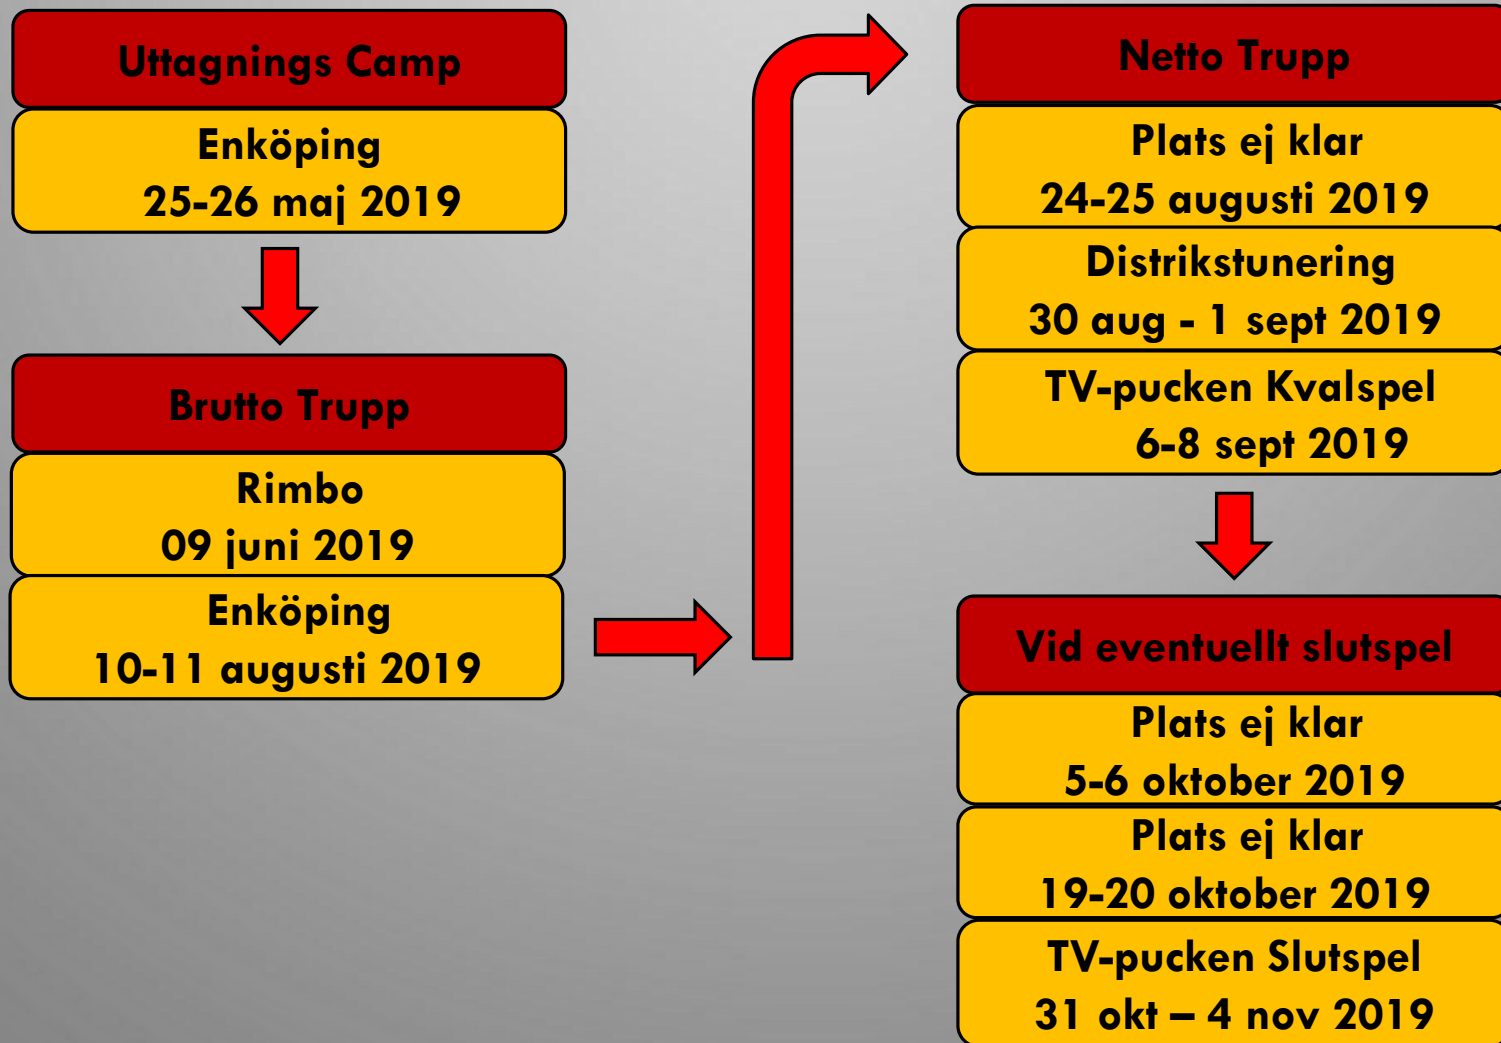 Uttagnings Camp
Enköping
25-26 maj 2019
Brutto Trupp
Rimbo
09 juni 2019
Enköping
10-11 augusti 2019
Netto Trupp
Plats ej klar
24-25 augusti 2019
Distrikstunering
30 aug - 1 sept 2019
TV-pucken Kvalspel
6-8 sept 2019
Vid eventuellt slutspel
Plats ej klar
5-6 oktober 2019
Plats ej klar
19-20 oktober 2019
TV-pucken Slutspel
31 okt – 4 nov 2019